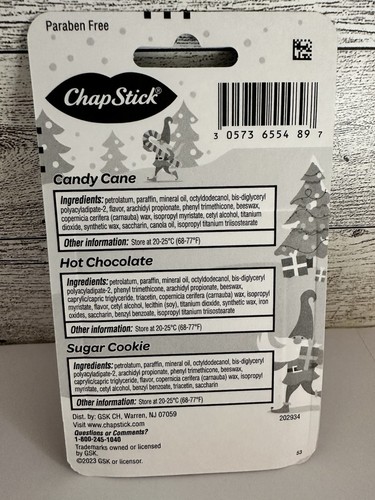 Paraben Free
ChapStick
3 0573 6554 89 7
Candy Cane
Ingredients: petrolatum, paraffin, mineral oil, octyldodecanol, bis-diglyceryl
polyacyladipate-2, flavor, arachidyl propionate, phenyl trimethicone, beeswax,
copernicia cerifera (carnauba) wax, isopropyl myristate, cetyl alcohol, titanium
dioxide, synthetic wax, saccharin, canola oil, isopropyl titanium triisostearate
Other information: Store at 20-25°C (68-77°F)
Hot Chocolate
Ingredients: petrolatum, paraffin, mineral oil, octyldodecanol, bis-diglyceryl
polyacyladipate-2, phenyl trimethicone, arachidyl propionate, beeswax,
caprylic/capric triglyceride, triacetin, copernicia cerifera (carnauba) wax, isopropyl
myristate, flavor, cetyl alcohol, lecithin (soy), titanium dioxide, synthetic wax, iron
oxides, saccharin, benzyl benzoate, isopropyl titanium triisostearate
Other information: Store at 20-25°C (68-77°F)
Sugar Cookie
Ingredients: petrolatum, paraffin, mineral oil, octyldodecanol, bis-diglyceryl
polyacyladipate-2, arachidyl propionate, phenyl trimethicone, beeswax,
caprylic/capric triglyceride, flavor, copernicia cerifera (carnauba) wax, isopropyl
myristate, cetyl alcohol, benzyl benzoate, triacetin, saccharin
Other information: Store at 20-25°C (68-77°F)
Dist. by: GSK CH, Warren, NJ 07059
Visit www.chapstick.com
Questions or Comments?
1-800-245-1040
Trademarks owned or licensed
by GSK.
©2023 GSK or licensor.
202934
53